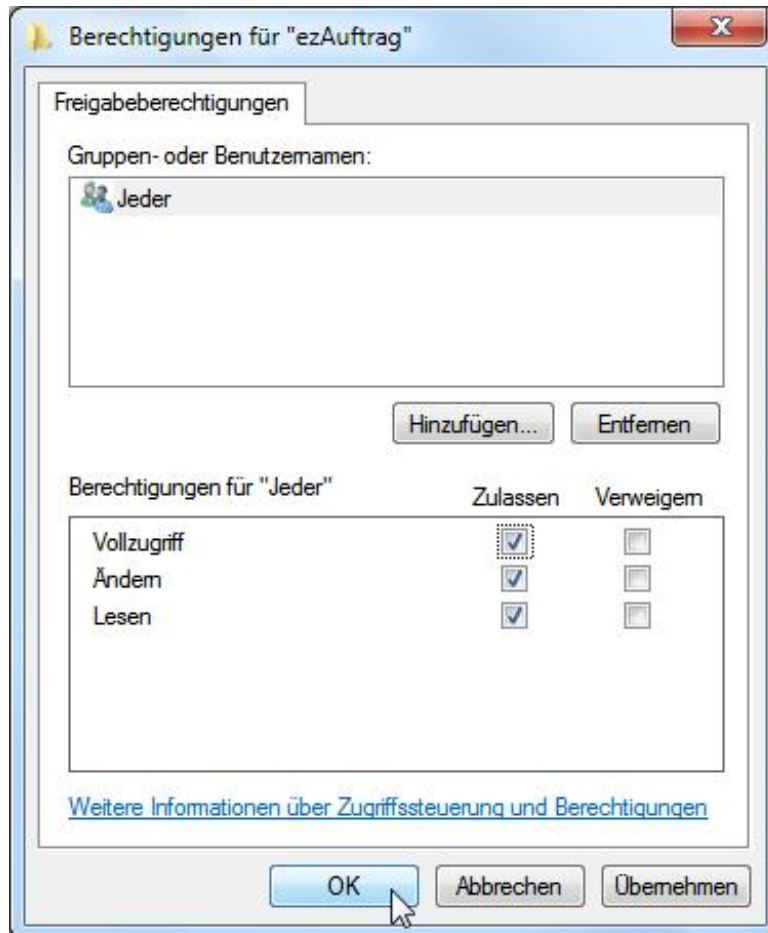 Berechtigungen für "ezAuftrag"
Freigabeberechtigungen
Gruppen- oder Benutzernamen:
Jeder
Hinzufügen... Entfernen
Berechtigungen für "Jeder" Zulassen Verweigern
Vollzugriff
Ändern
Lesen
Weitere Informationen über Zugriffssteuerung und Berechtigungen
OK Abbrechen Übernehmen